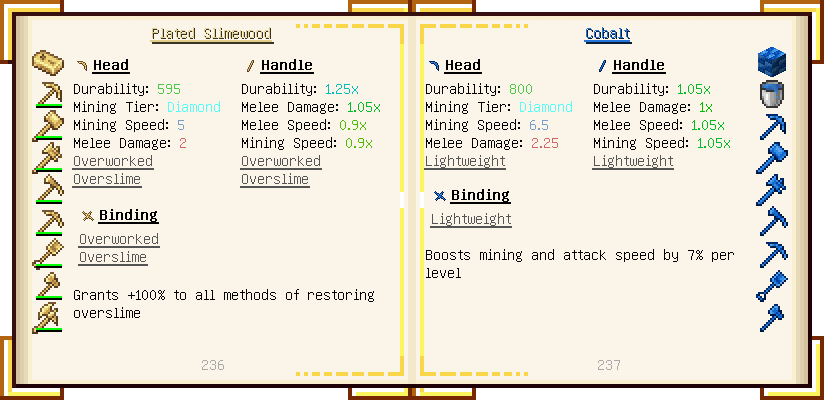 Plated Slimewood
Head
Durability: 595
Mining Tier: Diamond
Mining Speed: 5
Melee Damage: 2
Overworked
Overslime
Handle
Durability: 1.25x
Melee Damage: 1.05x
Melee Speed: 0.9x
Mining Speed: 0.9x
Overworked
Overslime
Binding
Overworked
Overslime
Grants +100% to all methods of restoring
overslime
236
Cobalt
Head
Durability: 800
Mining Tier: Diamond
Mining Speed: 6.5
Melee Damage: 2.25
Lightweight
Handle
Durability: 1.05x
Melee Damage: 1x
Melee Speed: 1.05x
Mining Speed: 1.05x
Lightweight
Binding
Lightweight
Boosts mining and attack speed by 7% per
level
237